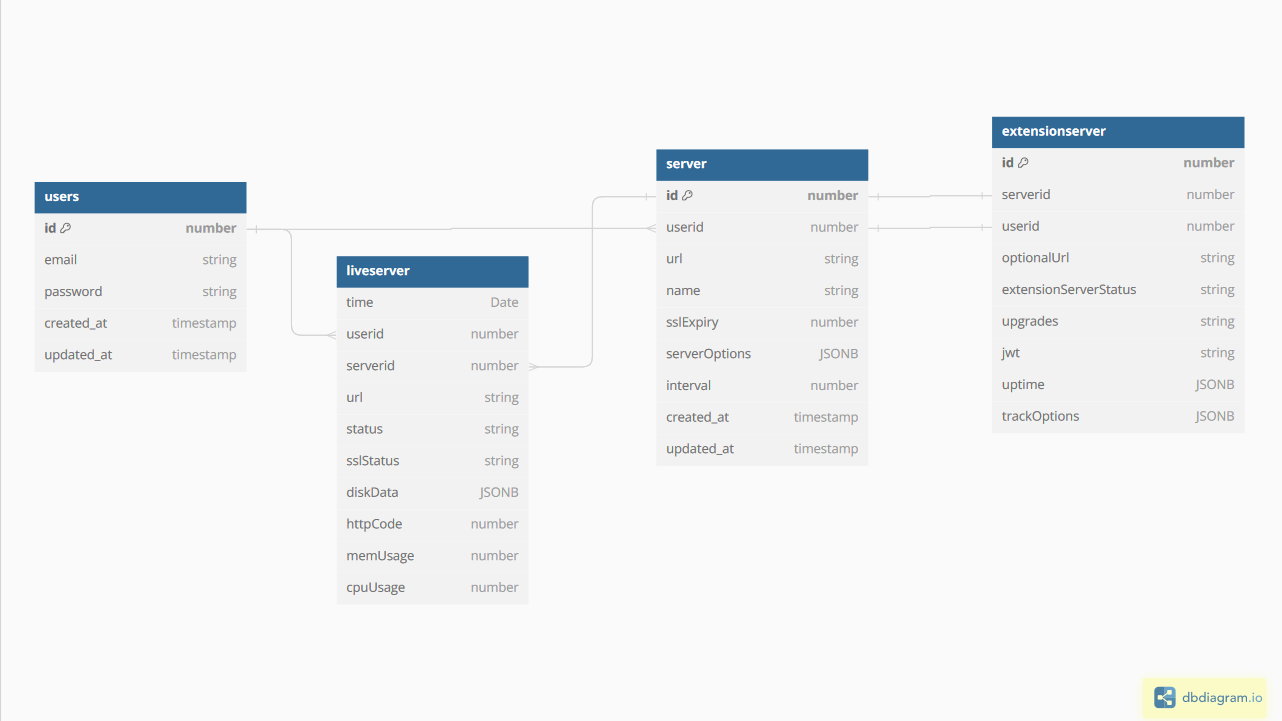 users
id number
email string
password string
created_at timestamp
updated_at timestamp
liveserver
time Date
userid number
serverid number
url string
status string
sslStatus string
diskData JSONB
httpCode number
memUsage number
cpuUsage number
server
id number
userid number
url string
name string
sslExpiry number
serverOptions JSONB
interval number
created_at timestamp
updated_at timestamp
extensionserver
id number
serverid number
userid number
optionalUrl string
extensionServerStatus string
upgrades string
jwt string
uptime JSONB
trackOptions JSONB
dbdiagram.io